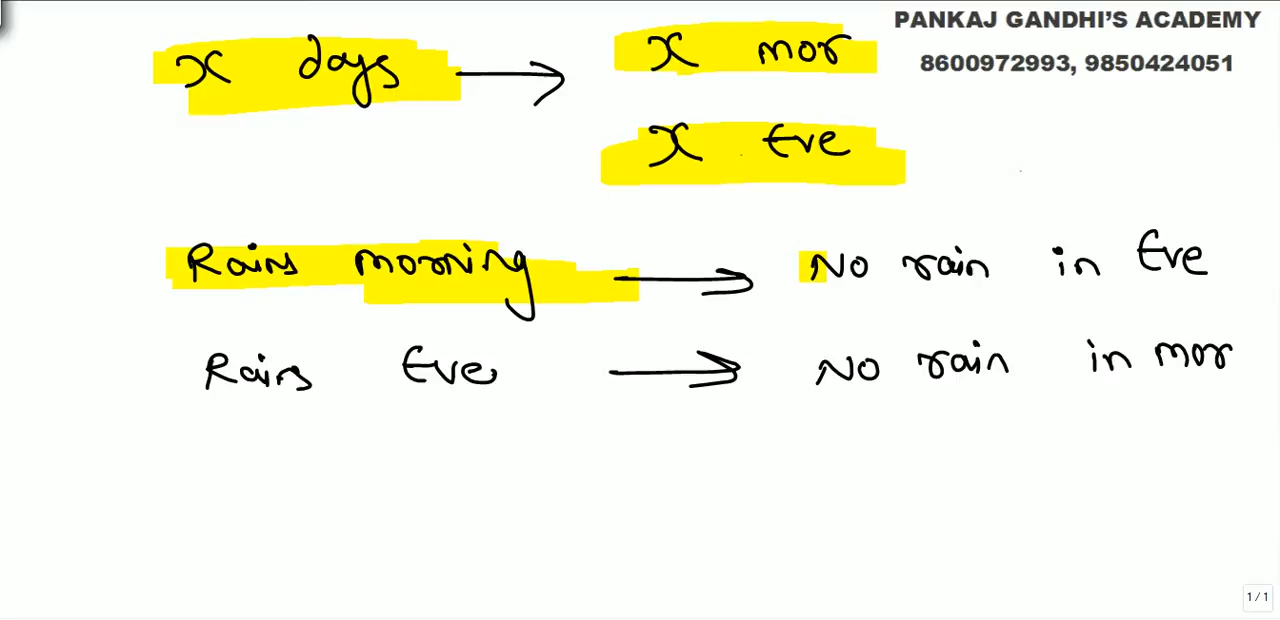 PANKAJ GANDHI'S ACADEMY
8600972993, 9850424051
x days → x mor
x Eve
Rains morning → No rain in Eve
Rains Eve → No rain in mor
1/1